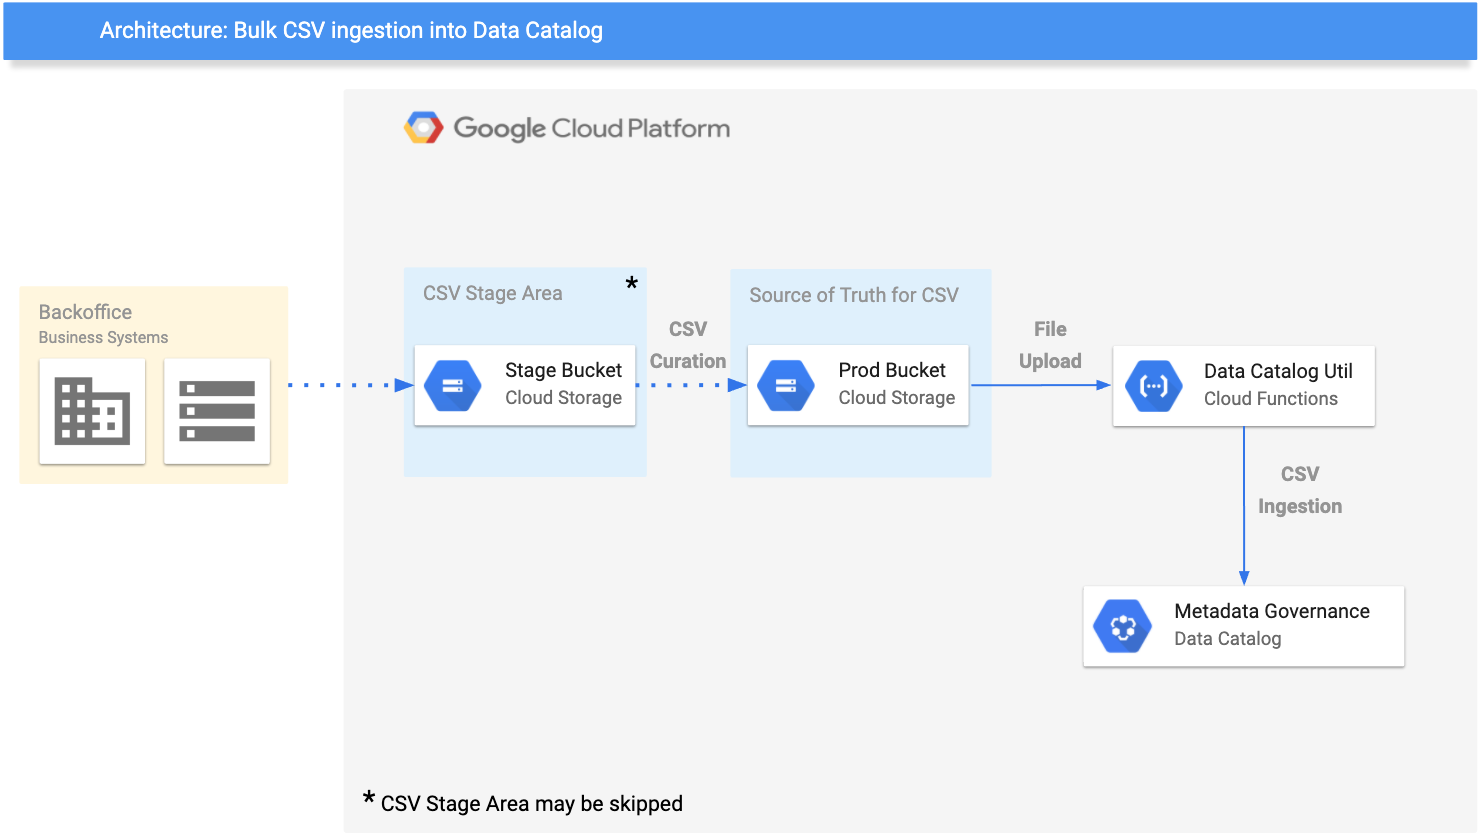 Architecture: Bulk CSV ingestion into Data Catalog
Google Cloud Platform
Backoffice
Business Systems
CSV Stage Area
*
Stage Bucket
Cloud Storage
CSV
Curation
Source of Truth for CSV
Prod Bucket
Cloud Storage
File
Upload
Data Catalog Util
Cloud Functions
CSV
Ingestion
Metadata Governance
Data Catalog
* CSV Stage Area may be skipped